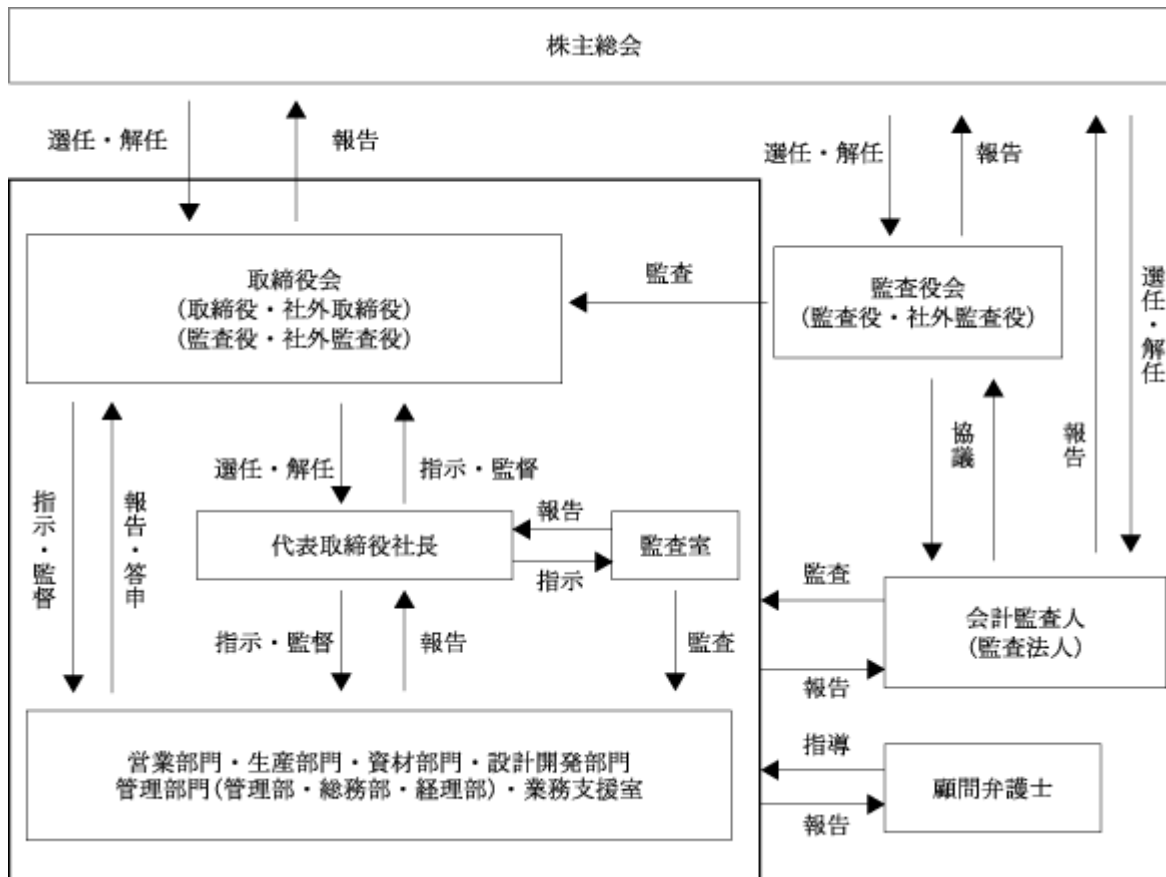 株主総会
選任・解任
報告
選任・解任
報告
取締役会
(取締役・社外取締役)
(監査役・社外監査役)
監査
監査役会
(監査役・社外監査役)
選任・解任
報告
協議
選任・解任
指示・監督
指示・監督
報告・答申
代表取締役社長
報告
指示
監査室
監査
会計監査人
(監査法人)
報告
指示・監督
報告
監査
営業部門・生産部門・資材部門・設計開発部門
管理部門(管理部・総務部・経理部)・業務支援室
指導
報告
顧問弁護士